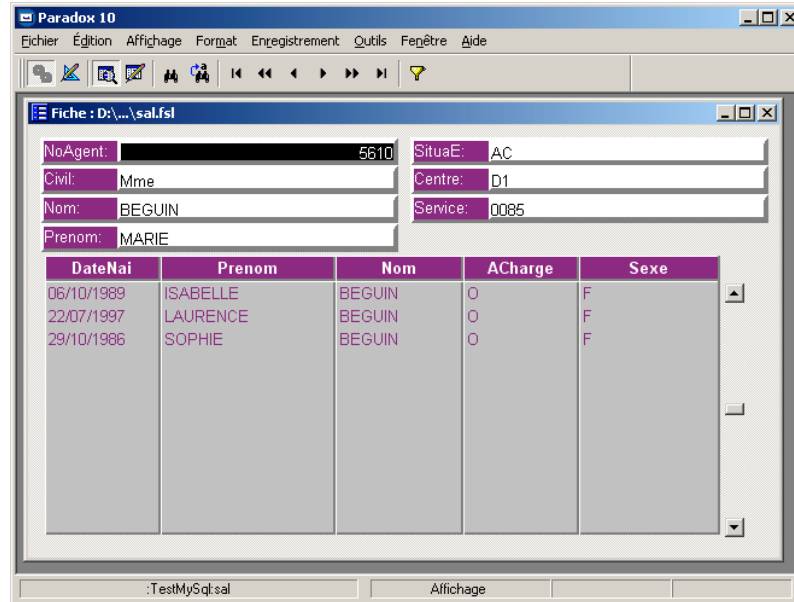 Paradox 10
Fichier Édition Affichage Format Enregistrement Outils Fenêtre Aide
Fiche : D:\...\sal.fsl
NoAgent: 5610 SituaE: AC
Civil: Mme Centre: D1
Nom: BEGUIN Service: 0085
Prenom: MARIE
DateNai Prenom Nom ACharge Sexe
06/10/1989 ISABELLE BEGUIN O F
22/07/1997 LAURENCE BEGUIN O F
29/10/1986 SOPHIE BEGUIN O F
:TestMySql:sal Affichage